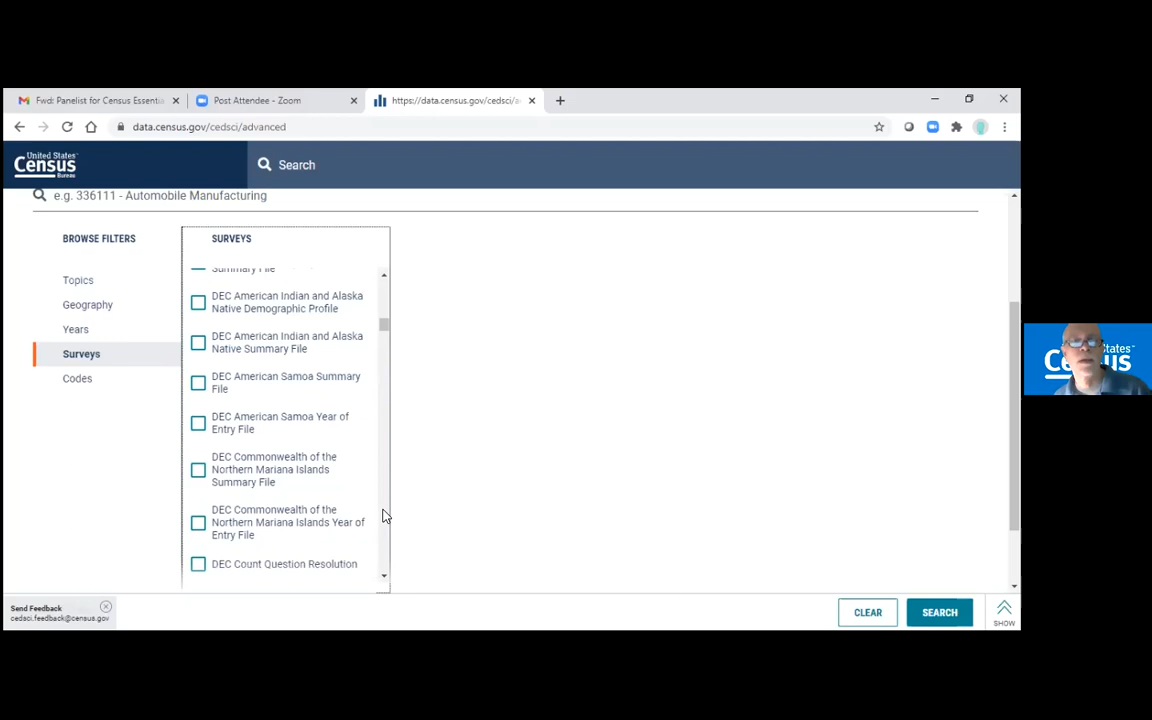 Fwd: Panelist for Census Essentia
Post Attendee - Zoom
https://data.census.gov/cedsci/a
data.census.gov/cedsci/advanced
United States
Census
Bureau
Search
e.g. 336111 - Automobile Manufacturing
BROWSE FILTERS
Topics
Geography
Years
Surveys
Codes
SURVEYS
Summary File
DEC American Indian and Alaska
Native Demographic Profile
DEC American Indian and Alaska
Native Summary File
DEC American Samoa Summary
File
DEC American Samoa Year of
Entry File
DEC Commonwealth of the
Northern Mariana Islands
Summary File
DEC Commonwealth of the
Northern Mariana Islands Year of
Entry File
DEC Count Question Resolution
Send Feedback
cedsci.feedback@census.gov
CLEAR
SEARCH
SHOW